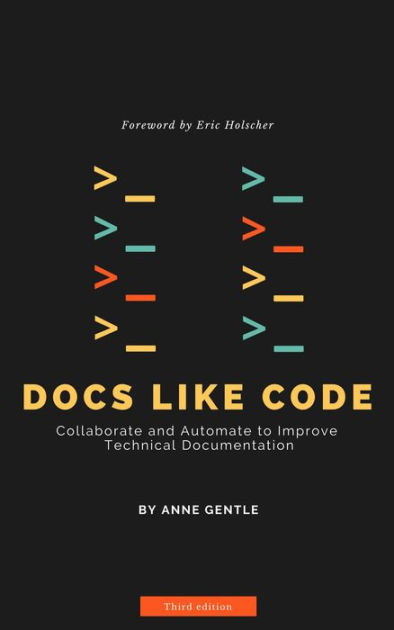 Foreword by Eric Holscher
>_ >_
>_ >_
>_ >_
>_ >_
DOCS LIKE CODE
Collaborate and Automate to Improve
Technical Documentation
BY ANNE GENTLE
Third edition